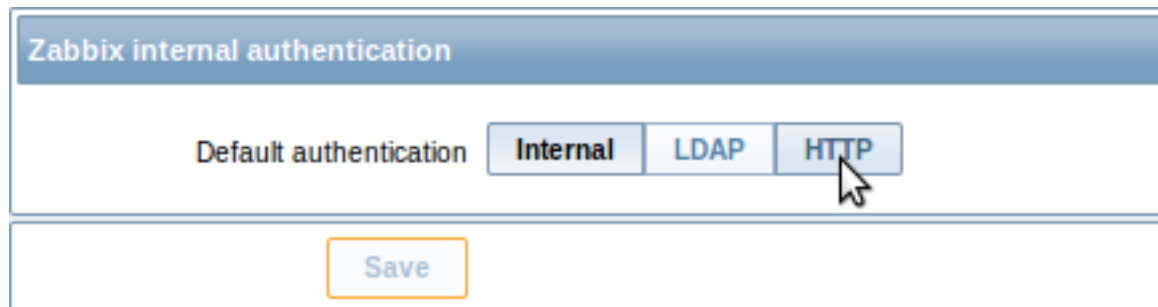 Zabbix internal authentication
Default authentication Internal LDAP HTTP
Save